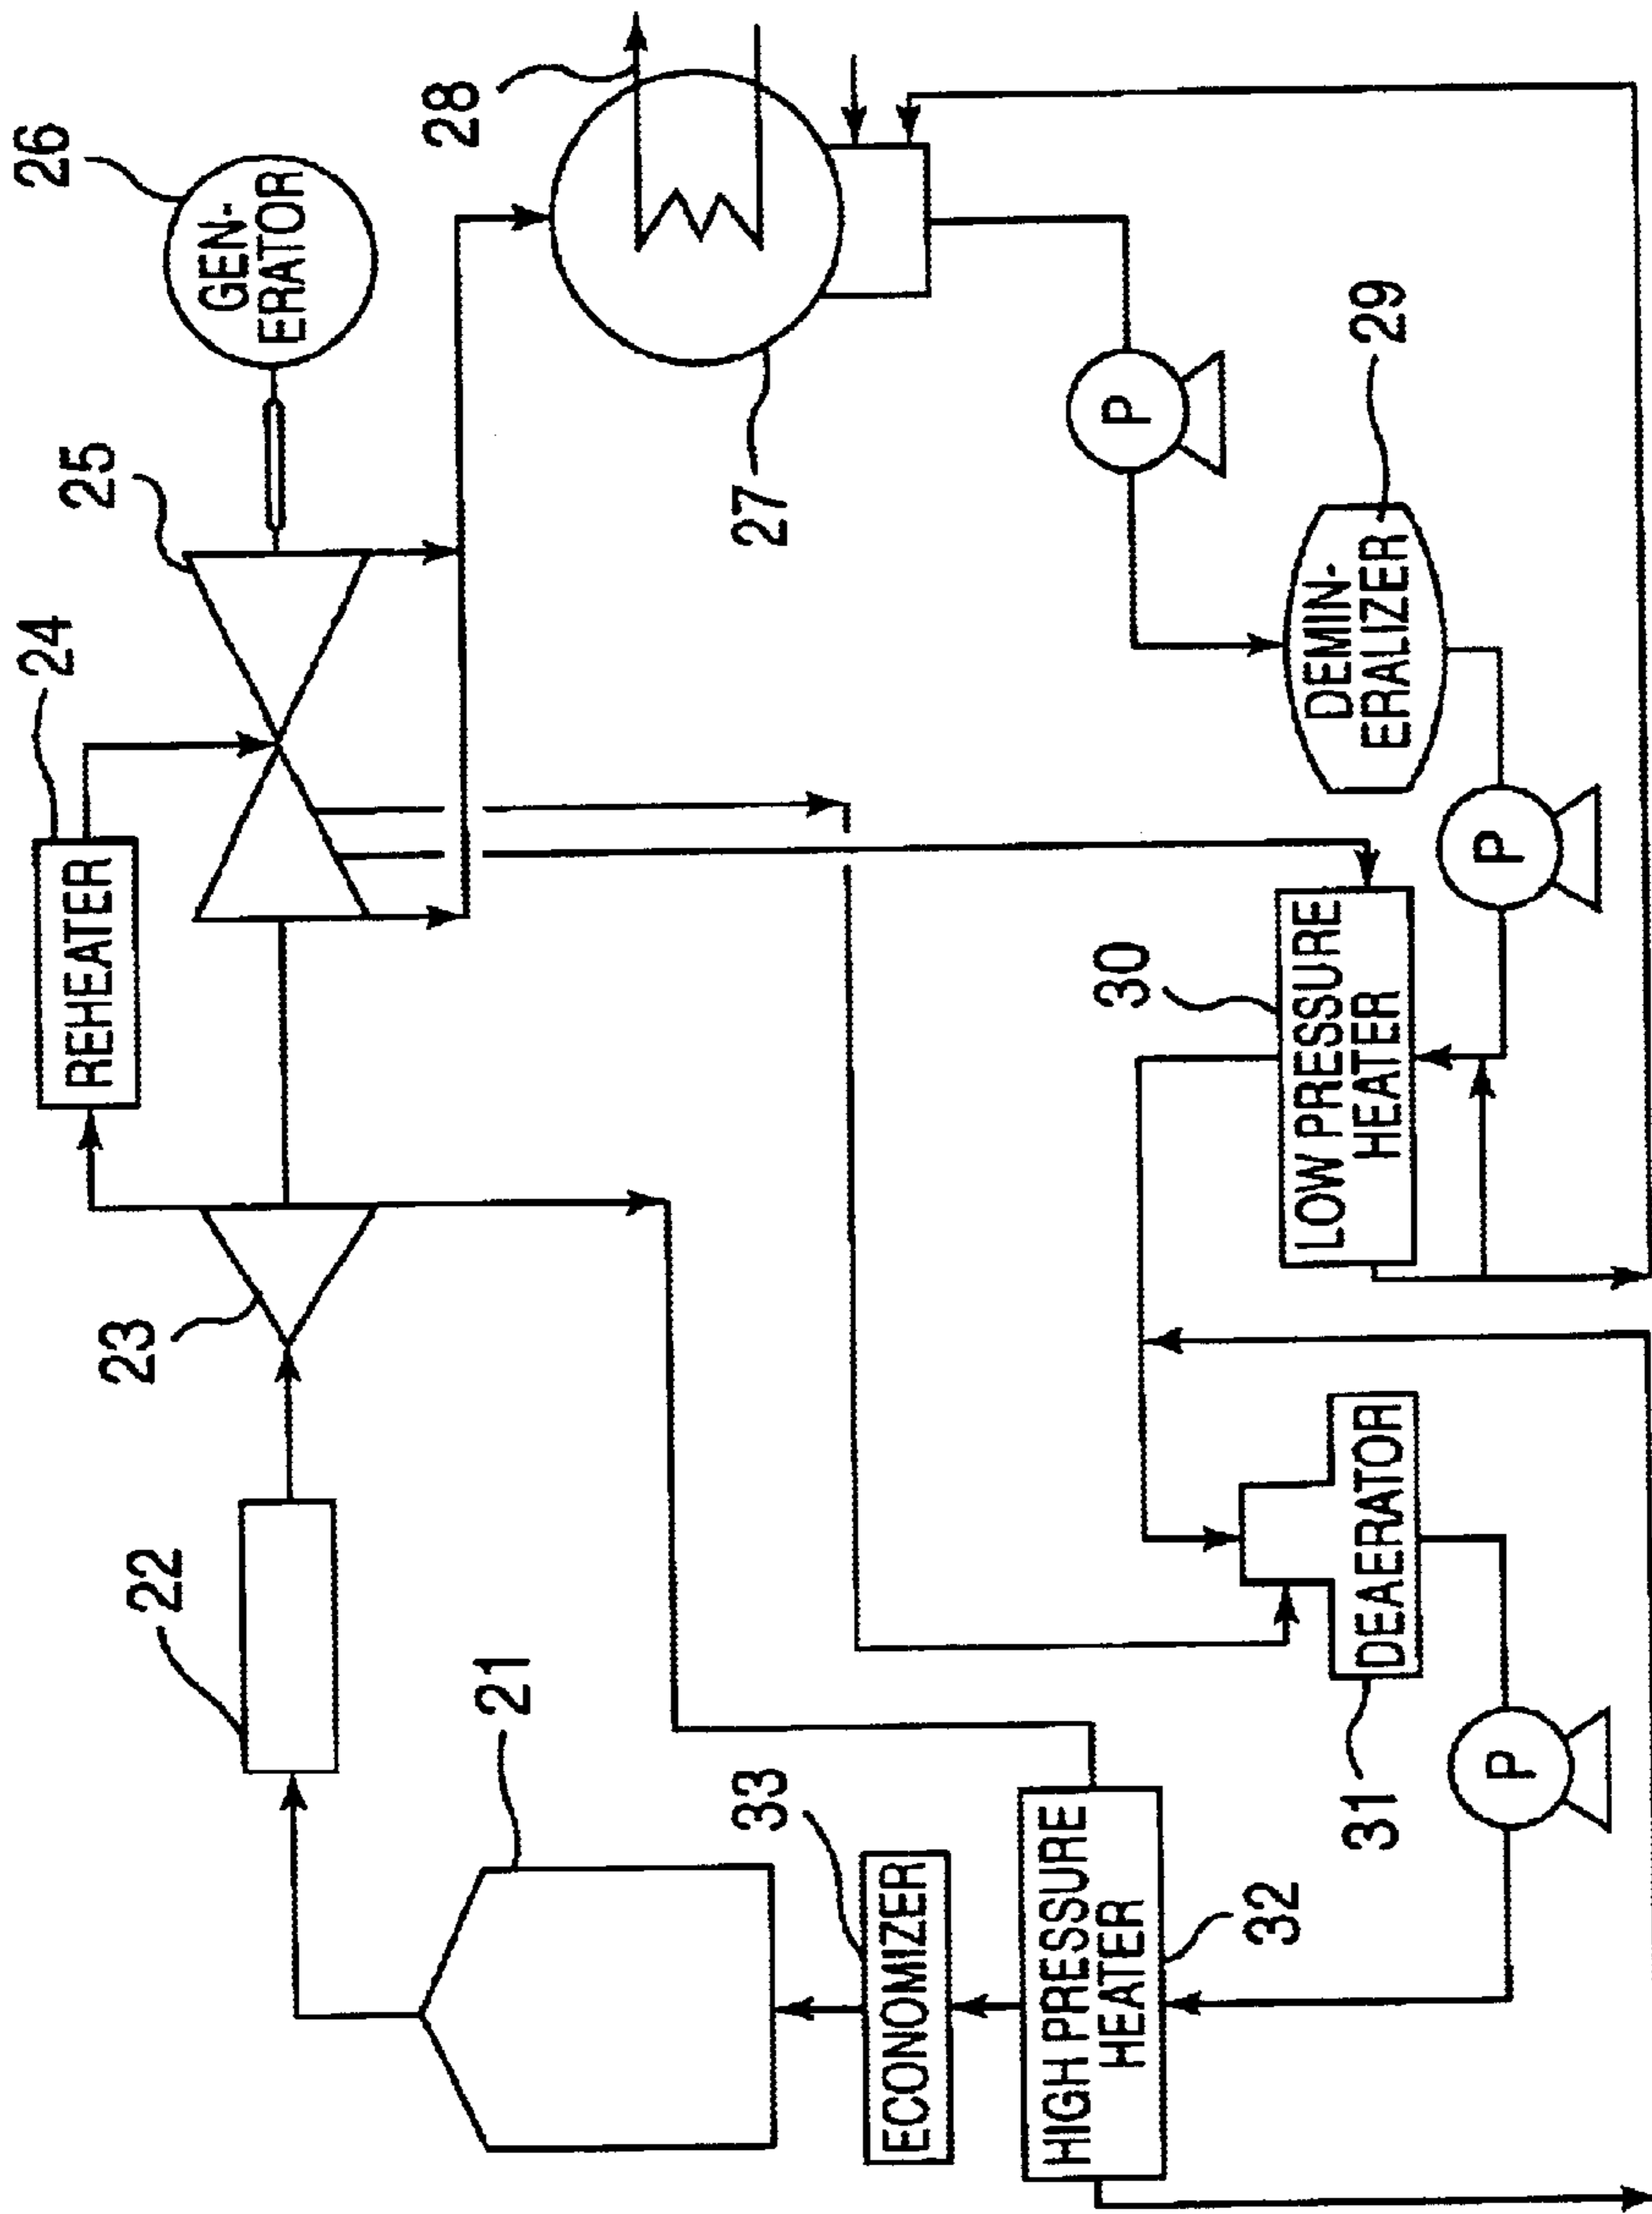 26
GEN-
ERATOR
25
24
REHEATER
23
22
21
28
27
29
DEMIN-
ERALIZER
P
P
30
LOW PRESSURE
HEATER
31
DEAERATOR
P
33
ECONOMIZER
32
HIGH PRESSURE
HEATER